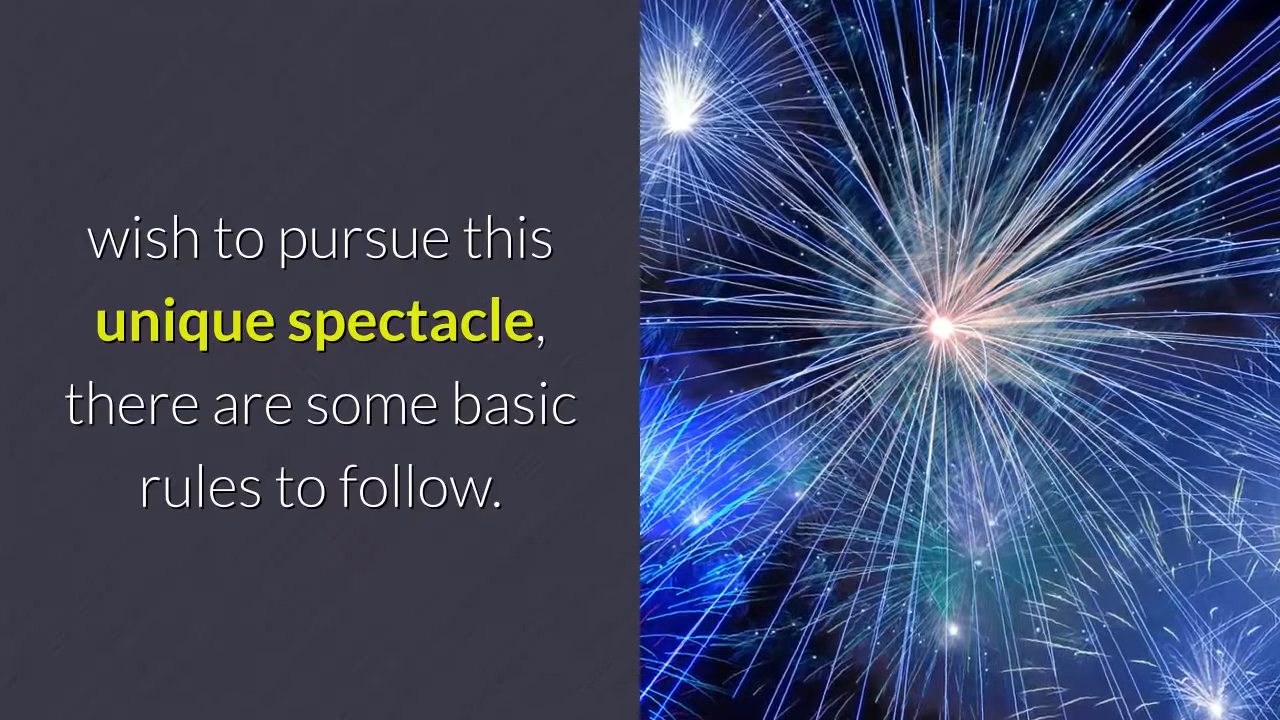 wish to pursue this
unique spectacle,
there are some basic
rules to follow.